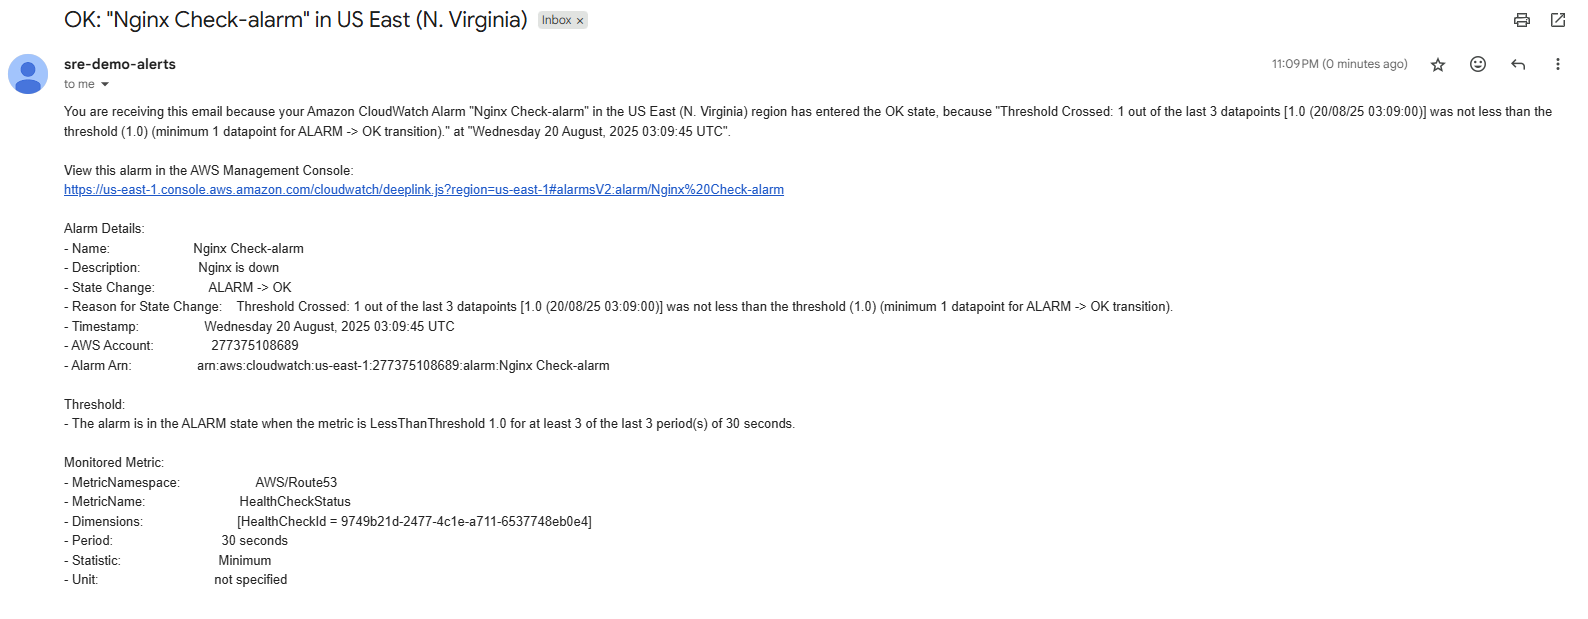 OK: "Nginx Check-alarm" in US East (N. Virginia) Inbox ×
sre-demo-alerts 11:09 PM (0 minutes ago)
to me
You are receiving this email because your Amazon CloudWatch Alarm "Nginx Check-alarm" in the US East (N. Virginia) region has entered the OK state, because "Threshold Crossed: 1 out of the last 3 datapoints [1.0 (20/08/25 03:09:00)] was not less than the
threshold (1.0) (minimum 1 datapoint for ALARM -> OK transition)." at "Wednesday 20 August, 2025 03:09:45 UTC".
View this alarm in the AWS Management Console:
https://us-east-1.console.aws.amazon.com/cloudwatch/deeplink.js?region=us-east-1#alarmsV2:alarm/Nginx%20Check-alarm
Alarm Details:
- Name: Nginx Check-alarm
- Description: Nginx is down
- State Change: ALARM -> OK
- Reason for State Change: Threshold Crossed: 1 out of the last 3 datapoints [1.0 (20/08/25 03:09:00)] was not less than the threshold (1.0) (minimum 1 datapoint for ALARM -> OK transition).
- Timestamp: Wednesday 20 August, 2025 03:09:45 UTC
- AWS Account: 277375108689
- Alarm Arn: arn:aws:cloudwatch:us-east-1:277375108689:alarm:Nginx Check-alarm
Threshold:
- The alarm is in the ALARM state when the metric is LessThanThreshold 1.0 for at least 3 of the last 3 period(s) of 30 seconds.
Monitored Metric:
- MetricNamespace: AWS/Route53
- MetricName: HealthCheckStatus
- Dimensions: [HealthCheckId = 9749b21d-2477-4c1e-a711-6537748eb0e4]
- Period: 30 seconds
- Statistic: Minimum
- Unit: not specified